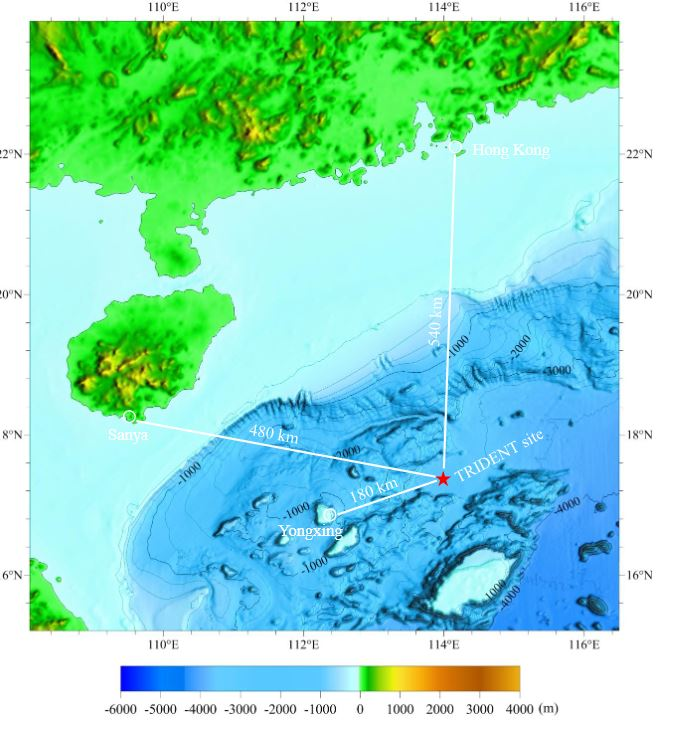 110°E 112°E 114°E 116°E
22°N Hong Kong 22°N
20°N 20°N
540 km
-1000
-2000
-3000
Sanya
18°N 18°N
480 km
-2000
TRIDENT site
-1000
180 km
-1000
-4000
Yongxing
-1000
6°N 16°N
-1000
-4000
110°E 112°E 114°E 116°E
-6000 -5000 -4000 -3000 -2000 -1000 0 1000 2000 3000 4000 (m)